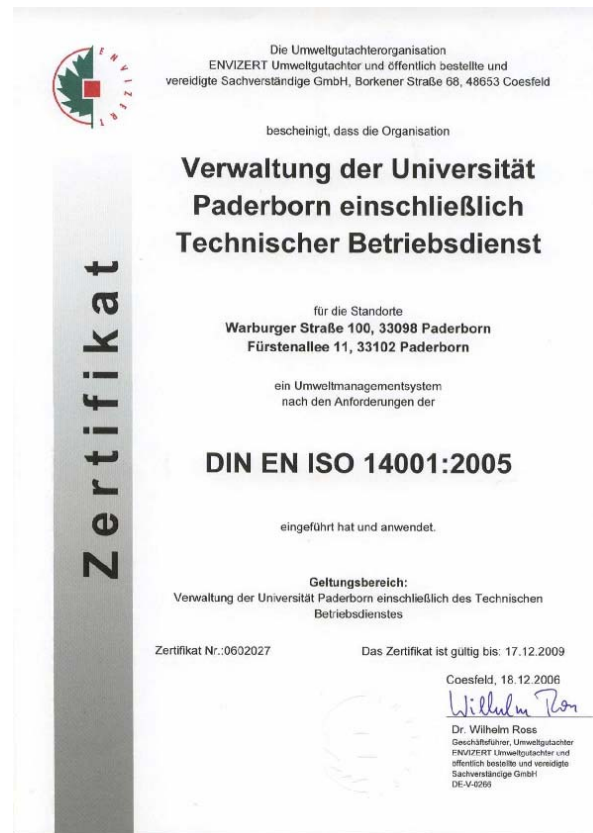 ENVIZERT
Die Umweltgutachterorganisation
ENVIZERT Umweltgutachter und öffentlich bestellte und
vereidigte Sachverständige GmbH, Borkener Straße 68, 48653 Coesfeld
bescheinigt, dass die Organisation
Verwaltung der Universität
Paderborn einschließlich
Technischer Betriebsdienst
Zertifikat
für die Standorte
Warburger Straße 100, 33098 Paderborn
Fürstenallee 11, 33102 Paderborn
ein Umweltmanagementsystem
nach den Anforderungen der
DIN EN ISO 14001:2005
eingeführt hat und anwendet.
Geltungsbereich:
Verwaltung der Universität Paderborn einschließlich des Technischen
Betriebsdienstes
Zertifikat Nr.:0602027 Das Zertifikat ist gültig bis: 17.12.2009
Coesfeld, 18.12.2006
Wilhelm Ross
Dr. Wilhelm Ross
Geschäftsführer, Umweltgutachter
ENVIZERT Umweltgutachter und
öffentlich bestellte und vereidigte
Sachverständige GmbH
DE-V-0266